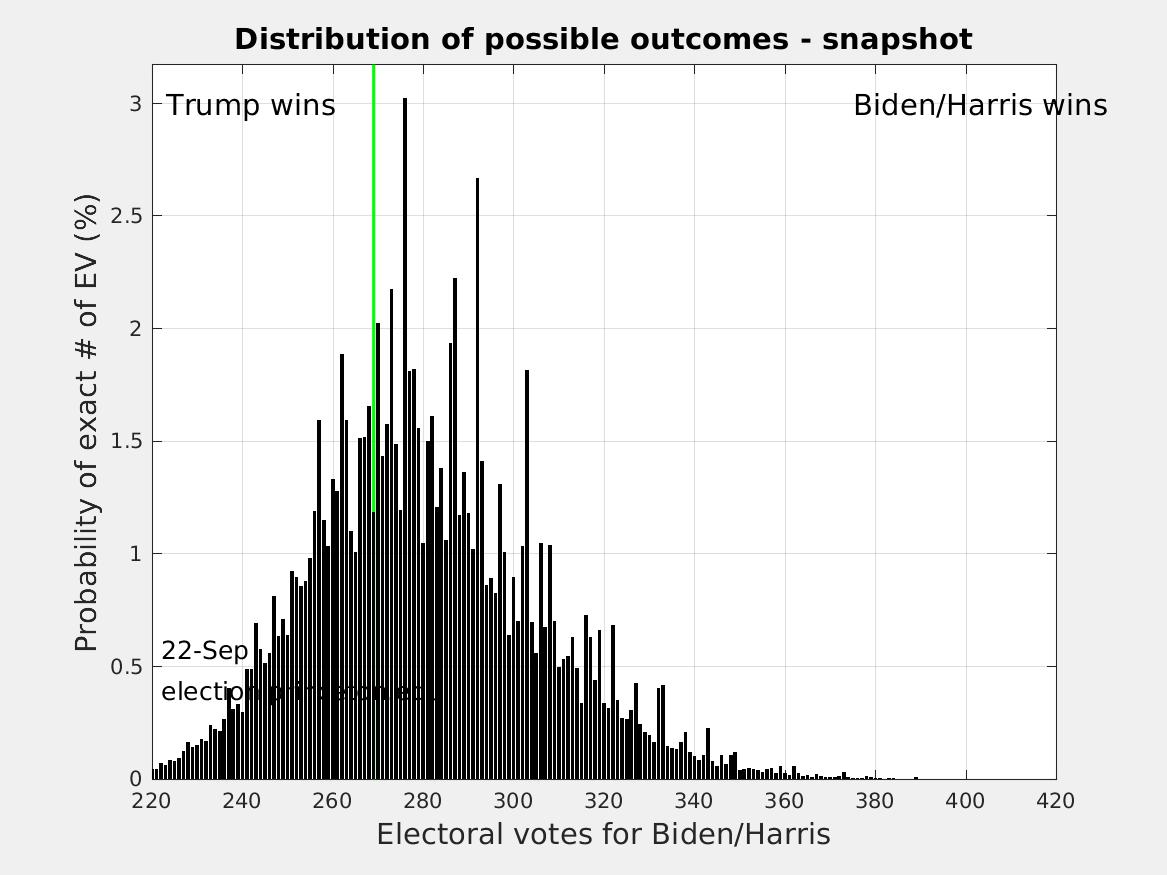 Distribution of possible outcomes - snapshot
Trump wins
Biden/Harris wins
3
2.5
2
1.5
1
0.5
0
Probability of exact # of EV (%)
22-Sep
220 240 260 280 300 320 340 360 380 400 420
Electoral votes for Biden/Harris